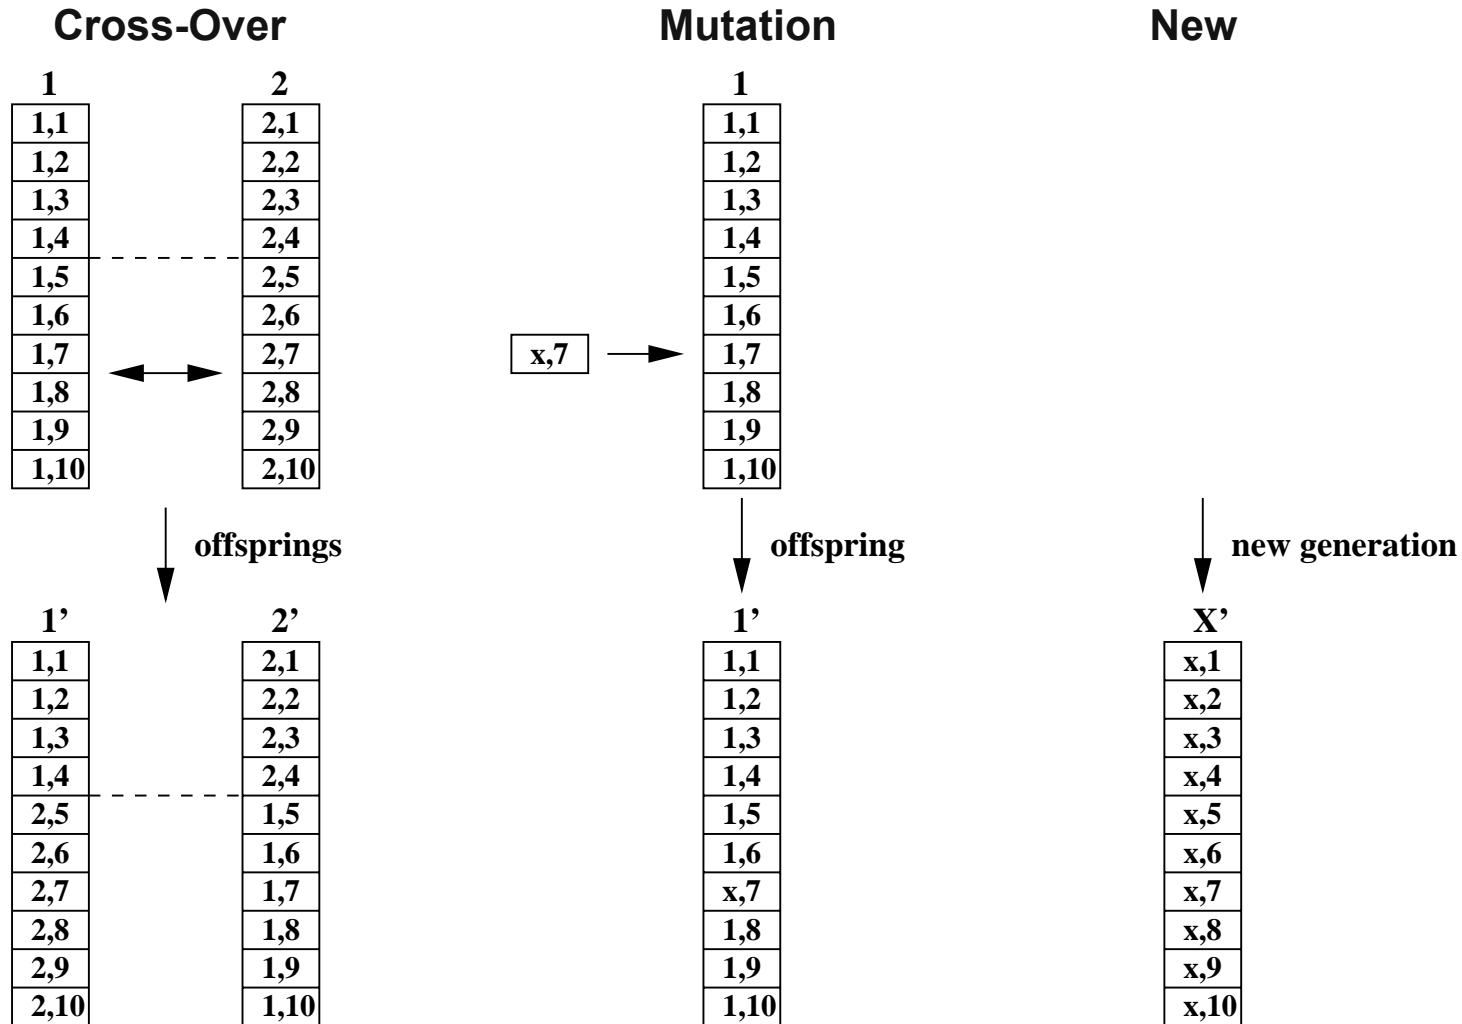 Cross-Over Mutation New
1 2 1
1,1 2,1 1,1
1,2 2,2 1,2
1,3 2,3 1,3
1,4 2,4 1,4
1,5 2,5 1,5
1,6 2,6 1,6
1,7 2,7 x,7 1,7
1,8 2,8 1,8
1,9 2,9 1,9
1,10 2,10 1,10
offsprings offspring new generation
1’ 2’ 1’ X’
1,1 2,1 1,1 x,1
1,2 2,2 1,2 x,2
1,3 2,3 1,3 x,3
1,4 2,4 1,4 x,4
2,5 1,5 1,5 x,5
2,6 1,6 1,6 x,6
2,7 1,7 x,7 x,7
2,8 1,8 1,8 x,8
2,9 1,9 1,9 x,9
2,10 1,10 1,10 x,10